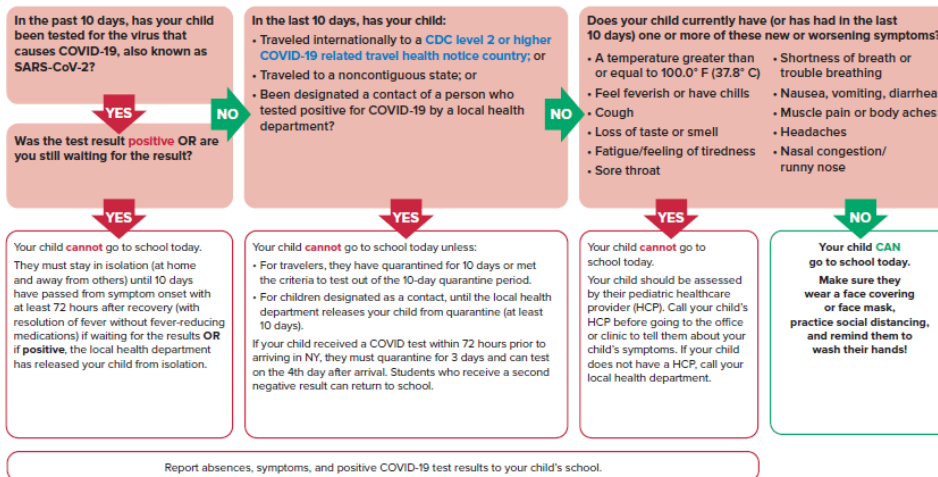 In the past 10 days, has your child
been tested for the virus that
causes COVID-19, also known as
SARS-CoV-2?
YES
NO
Was the test result positive OR are
you still waiting for the result?
YES
Your child cannot go to school today.
They must stay in isolation (at home
and away from others) until 10 days
have passed from symptom onset with
at least 72 hours after recovery (with
resolution of fever without fever-reducing
medications) if waiting for the results OR
if positive, the local health department
has released your child from isolation.
In the last 10 days, has your child:
• Traveled internationally to a CDC level 2 or higher
COVID-19 related travel health notice country; or
• Traveled to a noncontiguous state; or
• Been designated a contact of a person who
tested positive for COVID-19 by a local health
department?
NO
YES
Your child cannot go to school today unless:
• For travelers, they have quarantined for 10 days or met
the criteria to test out of the 10-day quarantine period.
• For children designated as a contact, until the local health
department releases your child from quarantine (at least
10 days).
If your child received a COVID test within 72 hours prior to
arriving in NY, they must quarantine for 3 days and can test
on the 4th day after arrival. Students who receive a second
negative result can return to school.
Does your child currently have (or has had in the last
10 days) one or more of these new or worsening symptoms?
• A temperature greater than
or equal to 100.0° F (37.8° C)
• Feel feverish or have chills
• Cough
• Loss of taste or smell
• Fatigue/feeling of tiredness
• Sore throat
• Shortness of breath or
trouble breathing
• Nausea, vomiting, diarrhea
• Muscle pain or body aches
• Headaches
• Nasal congestion/
runny nose
YES
Your child cannot go to
school today.
Your child should be assessed
by their pediatric healthcare
provider (HCP). Call your child's
HCP before going to the office
or clinic to tell them about your
child's symptoms. If your child
does not have a HCP, call your
local health department.
NO
Your child CAN
go to school today.
Make sure they
wear a face covering
or face mask,
practice social distancing,
and remind them to
wash their hands!
Report absences, symptoms, and positive COVID-19 test results to your child's school.